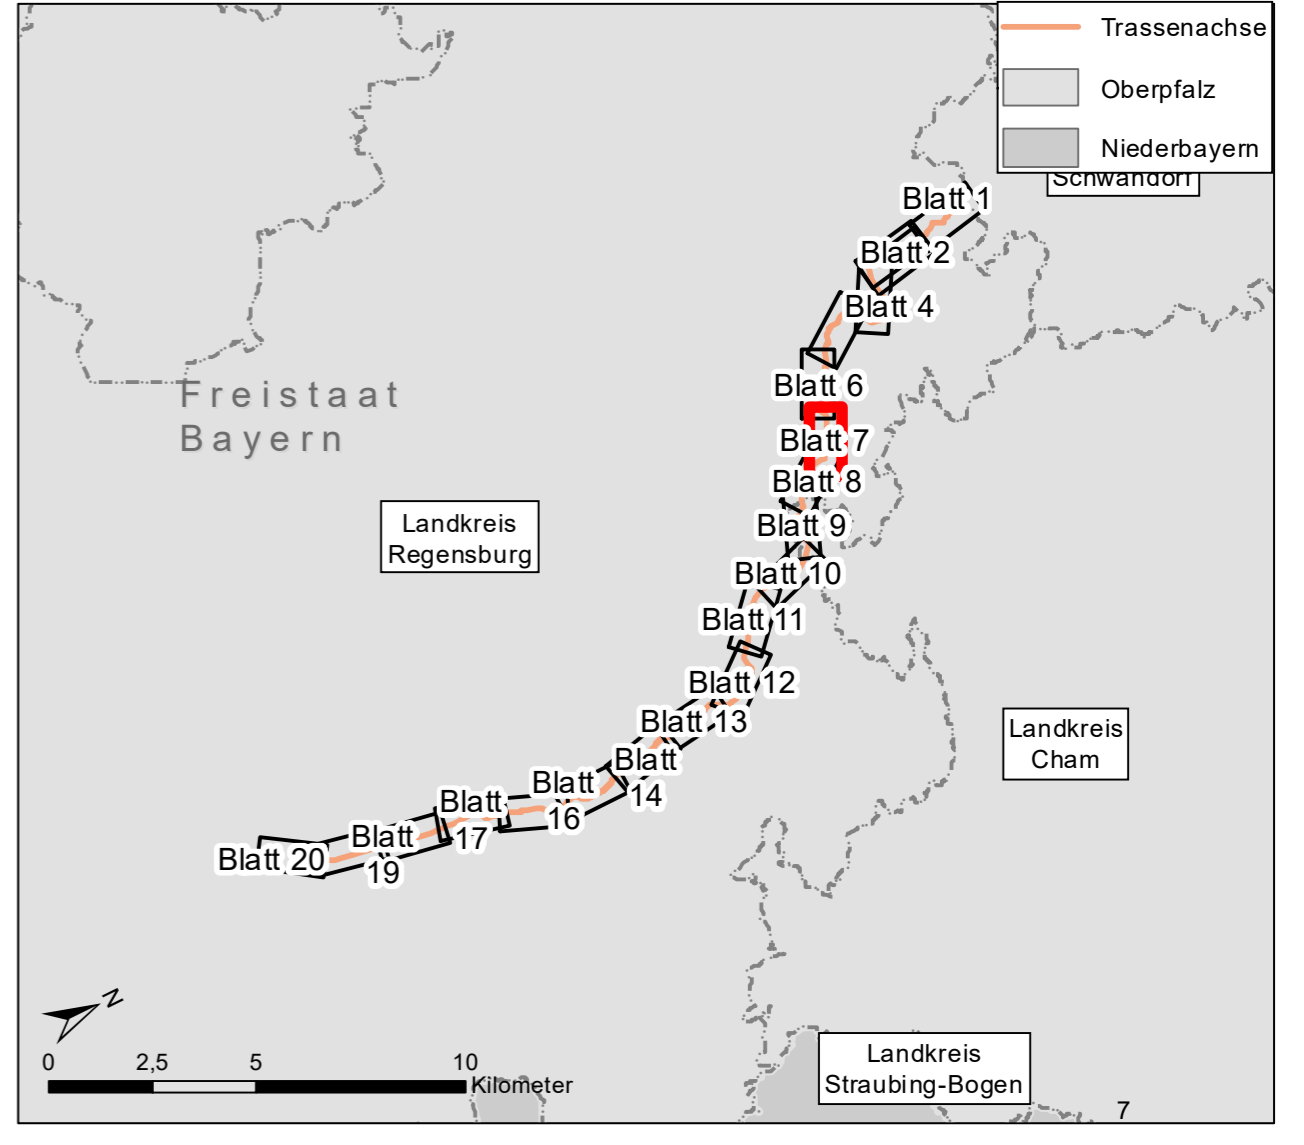 Trassenachse
Oberpfalz
Niederbayern
Schwandorf
Blatt 1
Blatt 2
Blatt 4
Blatt 6
Freistaat
Bayern
Blatt 7
Blatt 8
Landkreis
Regensburg
Blatt 9
Blatt 10
Blatt 11
Blatt 12
Blatt 13
Landkreis
Cham
Blatt
14
Blatt
16
Blatt
17
Blatt
19
Blatt 20
N
0 2,5 5 10
Kilometer
Landkreis
Straubing-Bogen
7